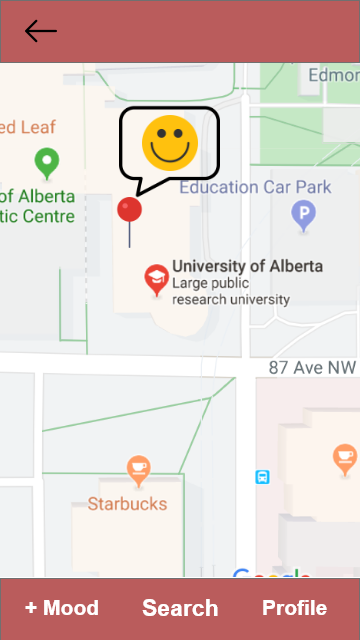 Edmon
ed Leaf
of Alberta
tic Centre
Education Car Park
P
University of Alberta
Large public
research university
87 Ave NW
Starbucks
Google
+ Mood
Search
Profile